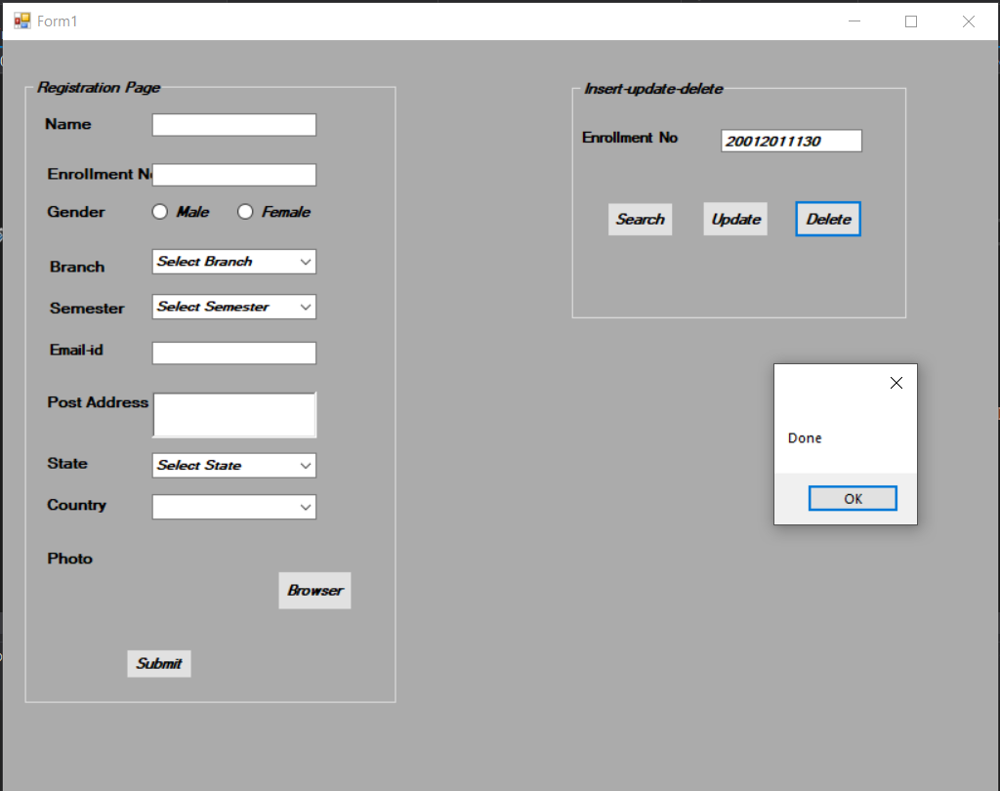 Form1
Registration Page
Name
Enrollment No
Gender Male Female
Branch Select Branch
Semester Select Semester
Email-id
Post Address
State Select State
Country
Photo
Browser
Submit
Insert-update-delete
Enrollment No 20012011130
Search Update Delete
Done
OK